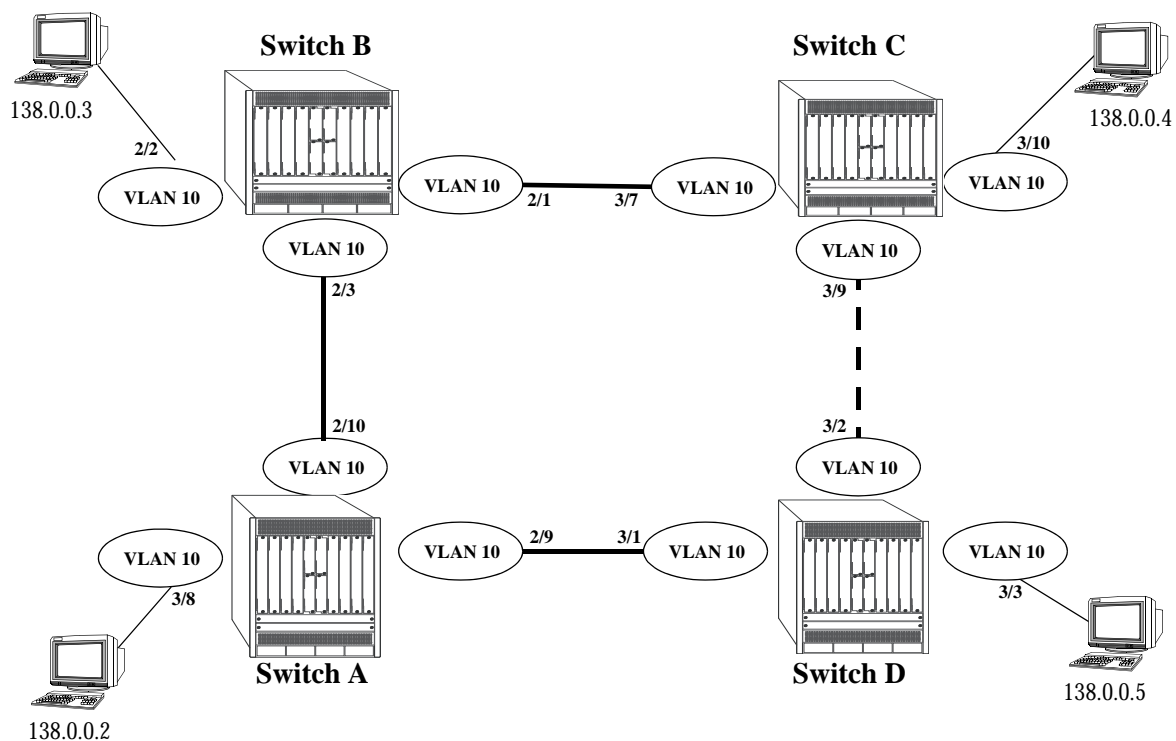 Switch B
Switch C
138.0.0.3
138.0.0.4
2/2
3/10
VLAN 10
VLAN 10
2/1
3/7
VLAN 10
VLAN 10
VLAN 10
VLAN 10
2/3
3/9
2/10
3/2
VLAN 10
VLAN 10
VLAN 10
VLAN 10
2/9
3/1
VLAN 10
VLAN 10
3/8
3/3
Switch A
Switch D
138.0.0.2
138.0.0.5